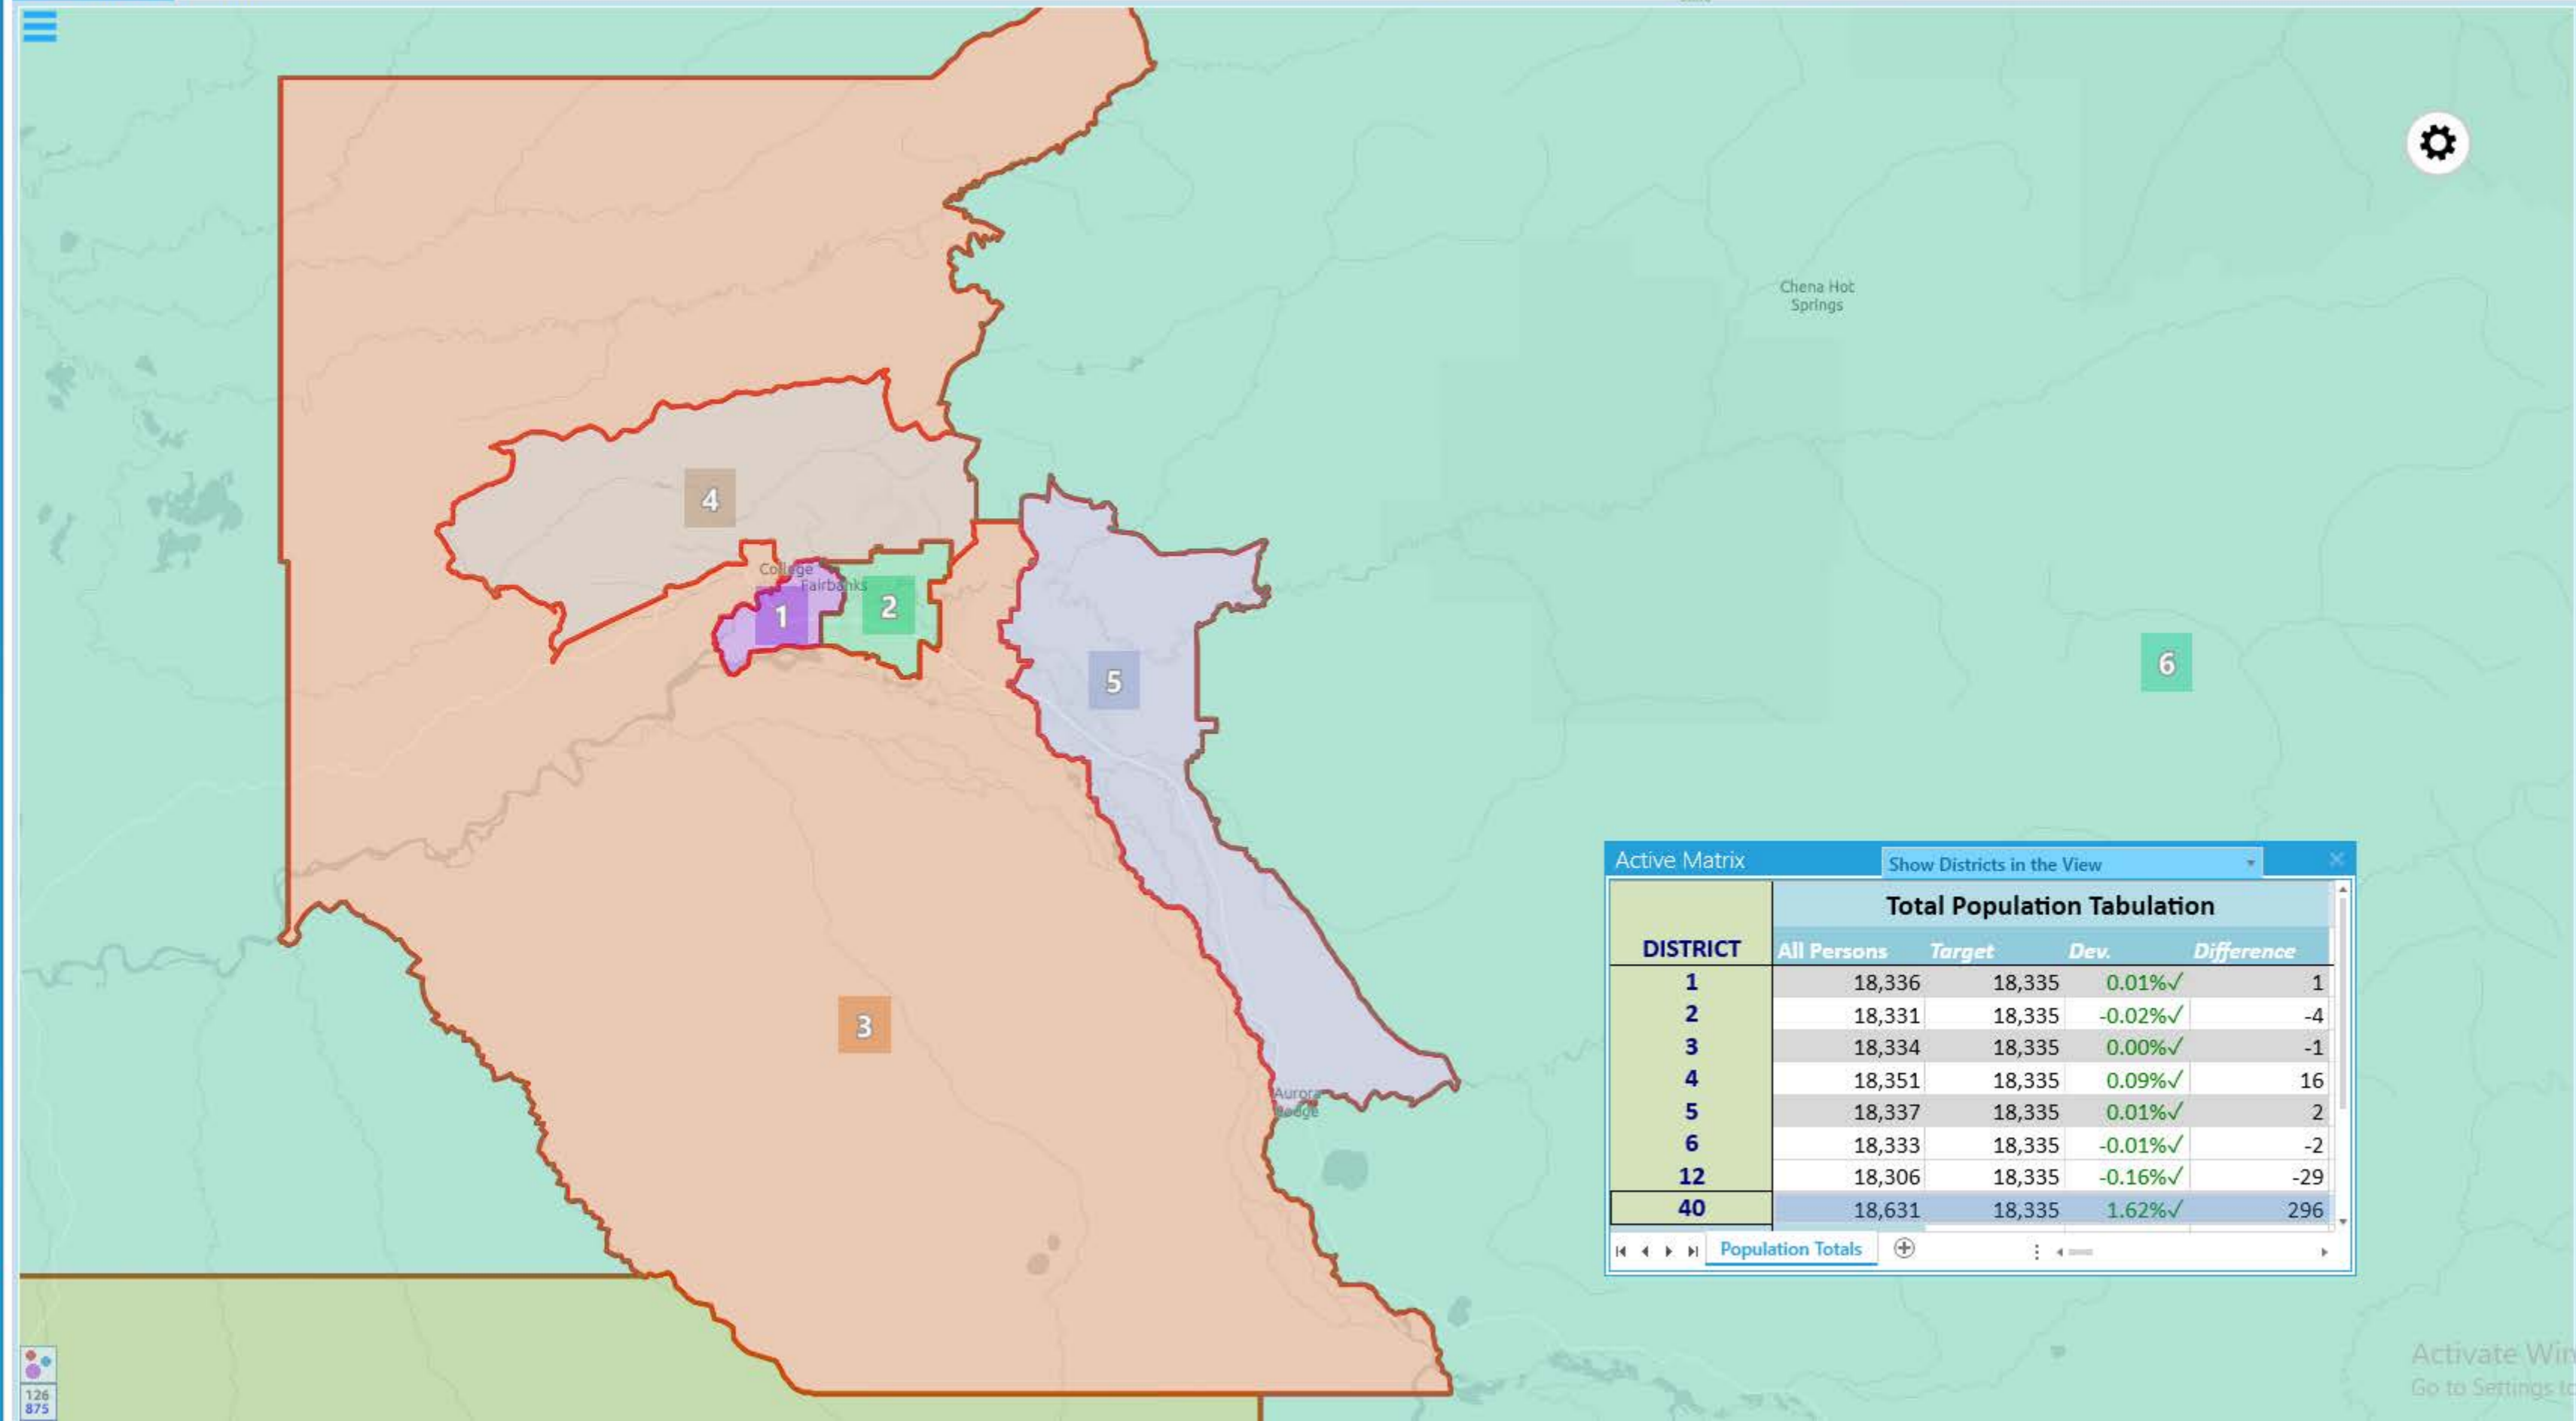 Chena Hot
Springs
4
College
Fairbanks
1
2
6
5
Active Matrix Show Districts in the View
Total Population Tabulation
DISTRICT All Persons Target Dev. Difference
1 18,336 18,335 0.01%✓ 1
2 18,331 18,335 -0.02%✓ -4
3 18,334 18,335 0.00%✓ -1
4 18,351 18,335 0.09%✓ 16
5 18,337 18,335 0.01%✓ 2
6 18,333 18,335 -0.01%✓ -2
12 18,306 18,335 -0.16%✓ -29
40 18,631 18,335 1.62%✓ 296
Population Totals
3
Aurora
Lodge
126
875
Activate Win
Go to Settings to